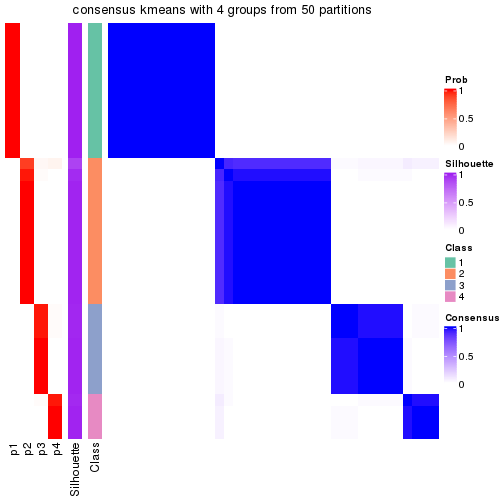 consensus kmeans with 4 groups from 50 partitions
Prob
1
0.5
0
Silhouette
1
0.5
0
Class
1
2
3
4
Consensus
1
0.5
0
p1
p2
p3
p4
Silhouette
Class